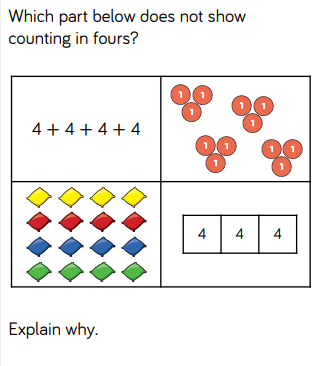 Which part below does not show
counting in fours?
4 + 4 + 4 + 4
1 1 1
1 1 1
1 1 1
1 1 1
4 4 4
Explain why.